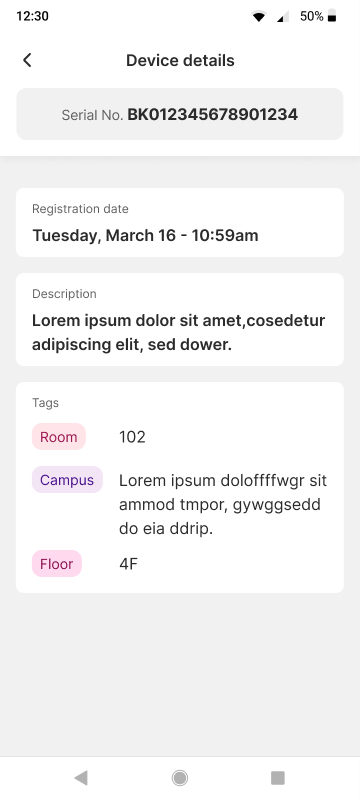 12:30
50%
Device details
Serial No. BK012345678901234
Registration date
Tuesday, March 16 - 10:59am
Description
Lorem ipsum dolor sit amet,cosedetur
adipiscing elit, sed dower.
Tags
Room 102
Campus Lorem ipsum doloffffwgr sit
ammod tmpor, gywggsedd
do eia ddrip.
Floor 4F